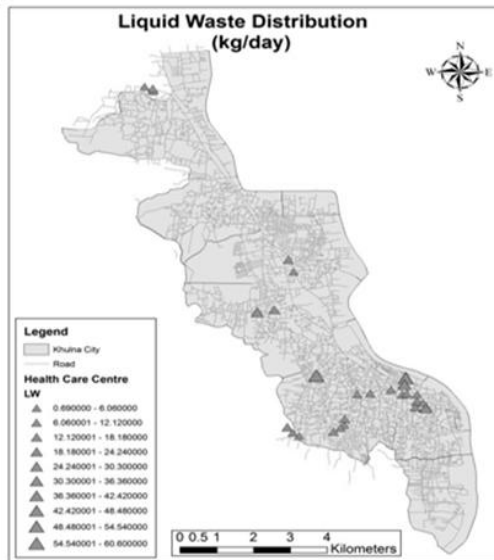 Liquid Waste Distribution
(kg/day)
N
W E
S
Legend
Khulna City
Road
Health Care Centre
LW
0.690000 - 6.060000
6.060001 - 12.120000
12.120001 - 18.180000
18.180001 - 24.240000
24.240001 - 30.300000
30.300001 - 36.360000
36.360001 - 42.420000
42.420001 - 48.480000
48.480001 - 54.540000
54.540001 - 60.600000
0 0.5 1 2 3 4
Kilometers